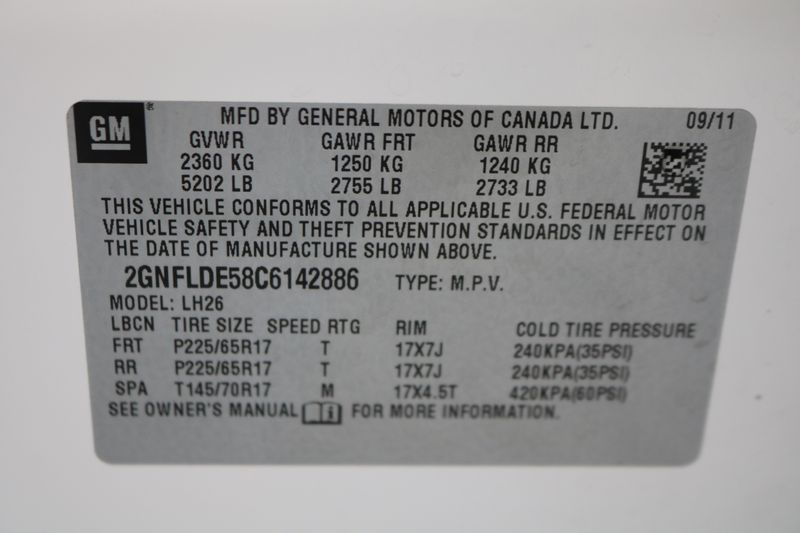 GM
MFD BY GENERAL MOTORS OF CANADA LTD. 09/11
GVWR GAWR FRT GAWR RR
2360 KG 1250 KG 1240 KG
5202 LB 2755 LB 2733 LB
THIS VEHICLE CONFORMS TO ALL APPLICABLE U.S. FEDERAL MOTOR
VEHICLE SAFETY AND THEFT PREVENTION STANDARDS IN EFFECT ON
THE DATE OF MANUFACTURE SHOWN ABOVE.
2GNFLDE58C6142886 TYPE: M.P.V.
MODEL: LH26
LBCN TIRE SIZE SPEED RTG RIM COLD TIRE PRESSURE
FRT P225/65R17 T 17X7J 240KPA(35PSI)
RR P225/65R17 T 17X7J 240KPA(35PSI)
SPA T145/70R17 M 17X4.5T 420KPA(60PSI)
SEE OWNER'S MANUAL FOR MORE INFORMATION.